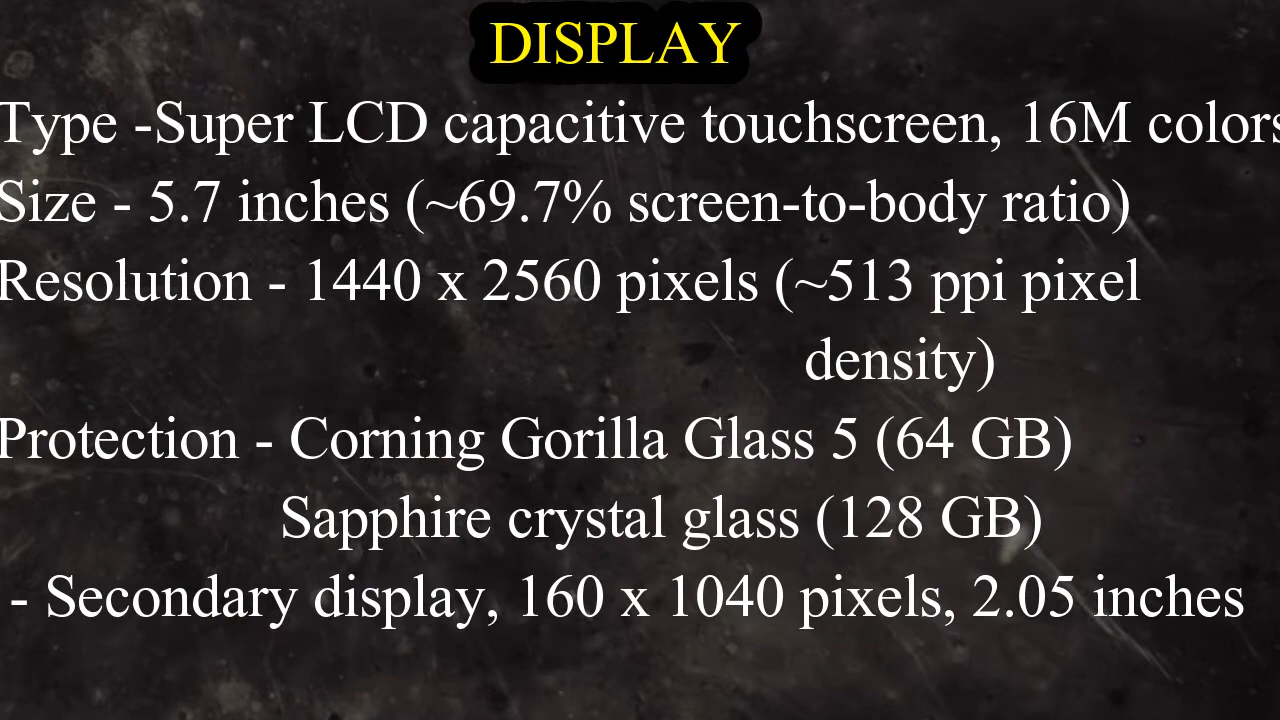 DISPLAY
Type -Super LCD capacitive touchscreen, 16M colors
Size - 5.7 inches (~69.7% screen-to-body ratio)
Resolution - 1440 x 2560 pixels (~513 ppi pixel
density)
Protection - Corning Gorilla Glass 5 (64 GB)
Sapphire crystal glass (128 GB)
- Secondary display, 160 x 1040 pixels, 2.05 inches